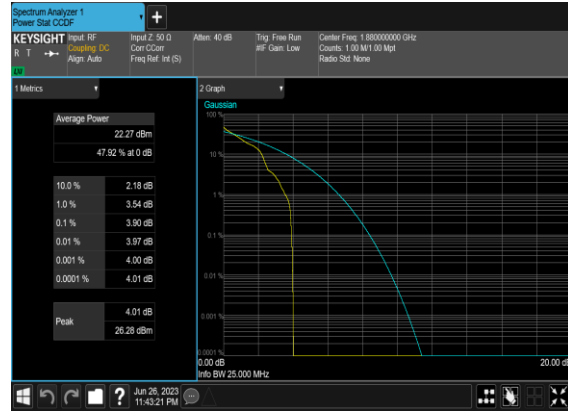 Spectrum Analyzer 1
Power Stat CCDF
+
KEYSIGHT
R T
LXI
Input: RF
Coupling: DC
Align: Auto
Input Z: 50 Ω
Corr CCorr
Freq Ref: Int (S)
Atten: 40 dB
Trig: Free Run
#IF Gain: Low
Center Freq: 1.880000000 GHz
Counts: 1.00 M/1.00 Mpt
Radio Std: None
1 Metrics
Average Power
22.27 dBm
47.92 % at 0 dB
10.0 % 2.18 dB
1.0 % 3.54 dB
0.1 % 3.90 dB
0.01 % 3.97 dB
0.001 % 4.00 dB
0.0001 % 4.01 dB
Peak
4.01 dB
26.28 dBm
2 Graph
Gaussian
100 %
10 %
1 %
0.1 %
0.01 %
0.001 %
0.0001 %
0.00 dB
20.00 dB
Info BW 25.000 MHz
?
Jun 26, 2023
11:43:21 PM